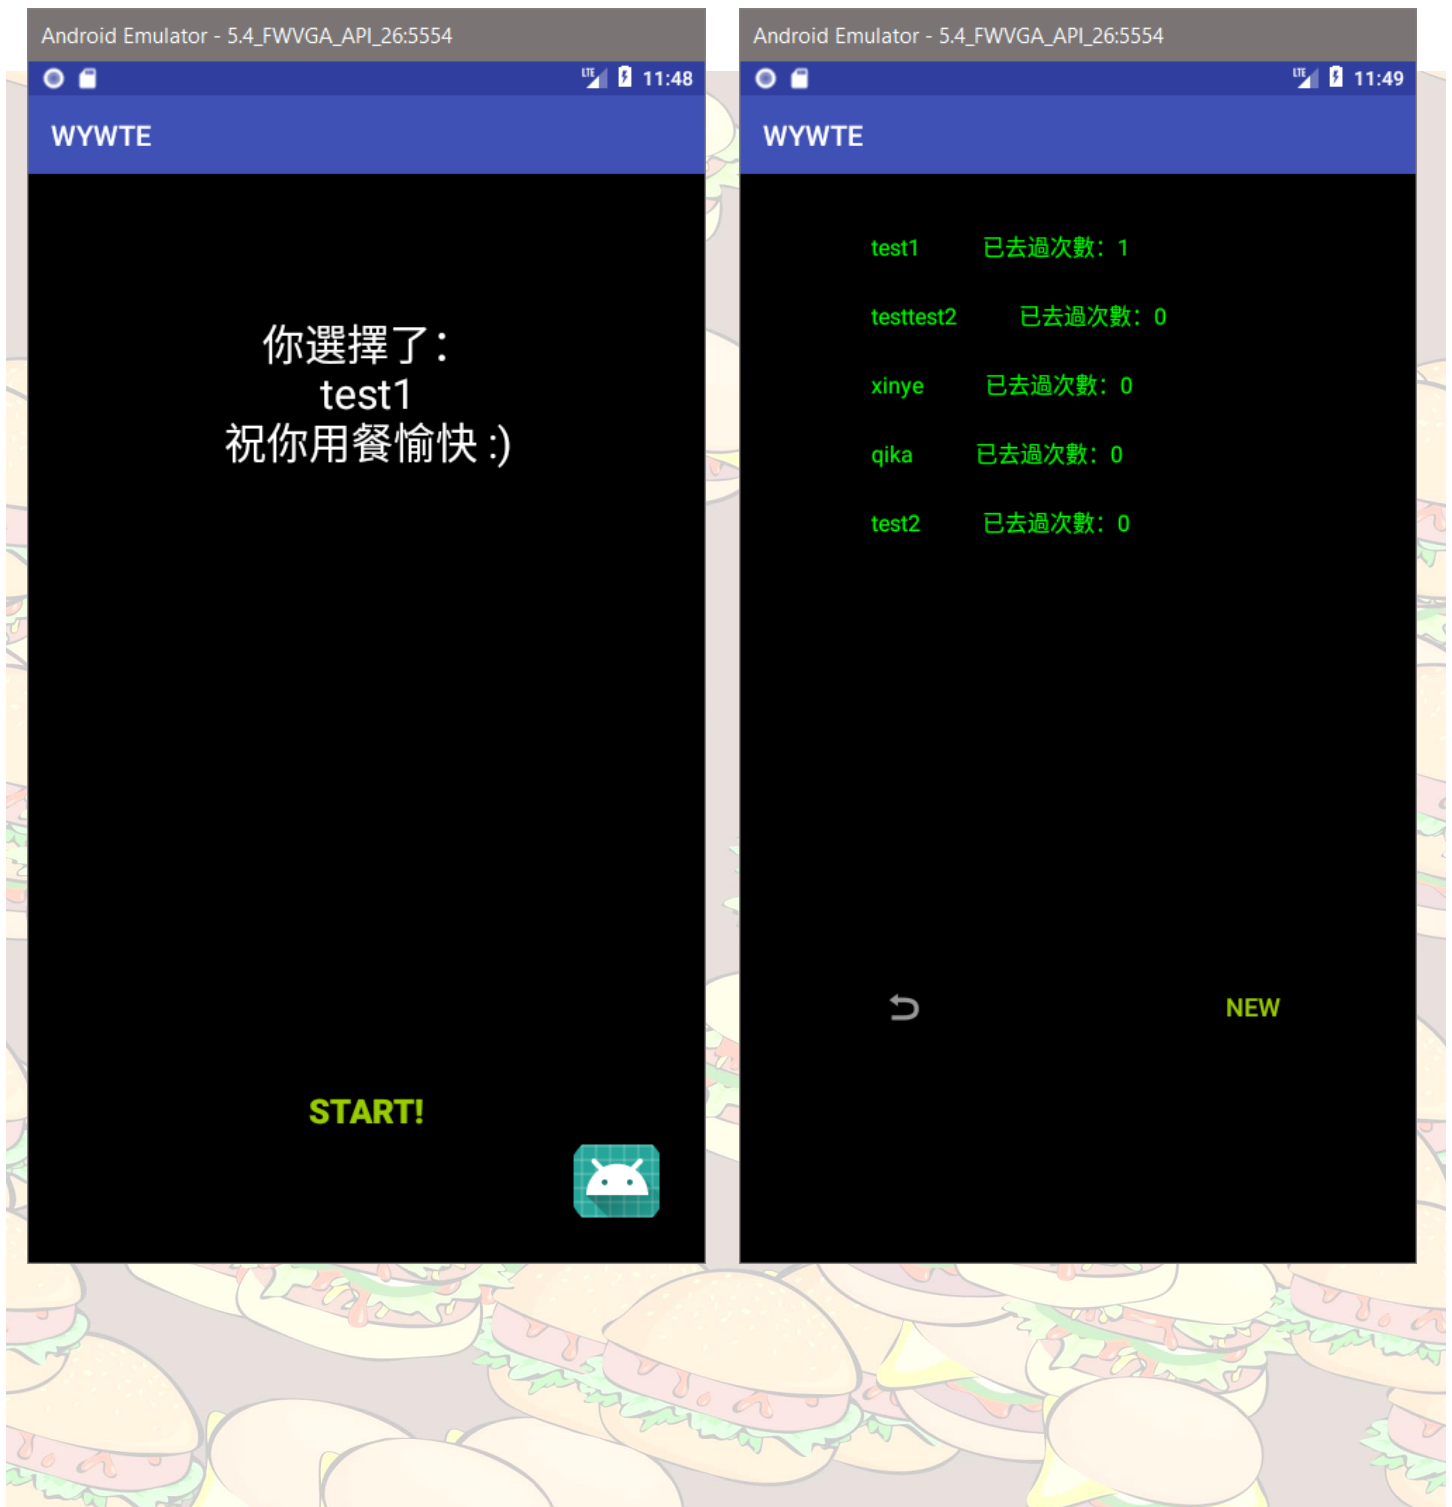 Android Emulator - 5.4_FWVGA_API_26:5554
LTE 11:48
WYWTE
你選擇了：
test1
祝你用餐愉快 :)
START!
Android Emulator - 5.4_FWVGA_API_26:5554
LTE 11:49
WYWTE
test1 已去過次數：1
testtest2 已去過次數：0
xinye 已去過次數：0
qika 已去過次數：0
test2 已去過次數：0
NEW